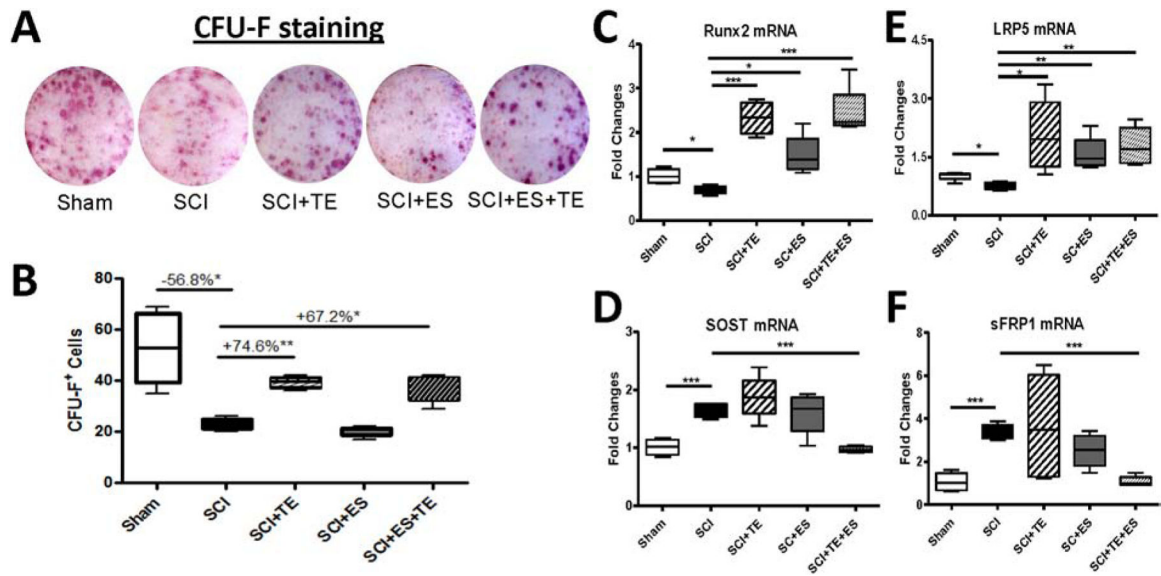 A
CFU-F staining
Sham
SCI
SCI+TE
SCI+ES
SCI+ES+TE
B
CFU-F+ Cells
80
60
40
20
0
-56.8%*
+67.2%*
+74.6%**
Sham
SCI
SCI+TE
SCI+ES
SCI+ES+TE
C
Runx2 mRNA
Fold Changes
4
3
2
1
0
*
***
*
***
Sham
SCI
SCI+TE
SC+ES
SCI+TE+ES
D
SOST mRNA
Fold Changes
3
2
1
0
***
***
Sham
SCI
SCI+TE
SC+ES
SCI+TE+ES
E
LRP5 mRNA
Fold Changes
4.5
3.0
1.5
0.0
*
*
**
**
Sham
SCI
SCI+TE
SC+ES
SCI+TE+ES
F
sFRP1 mRNA
Fold Changes
8
6
4
2
0
***
***
Sham
SCI
SCI+TE
SC+ES
SCI+TE+ES